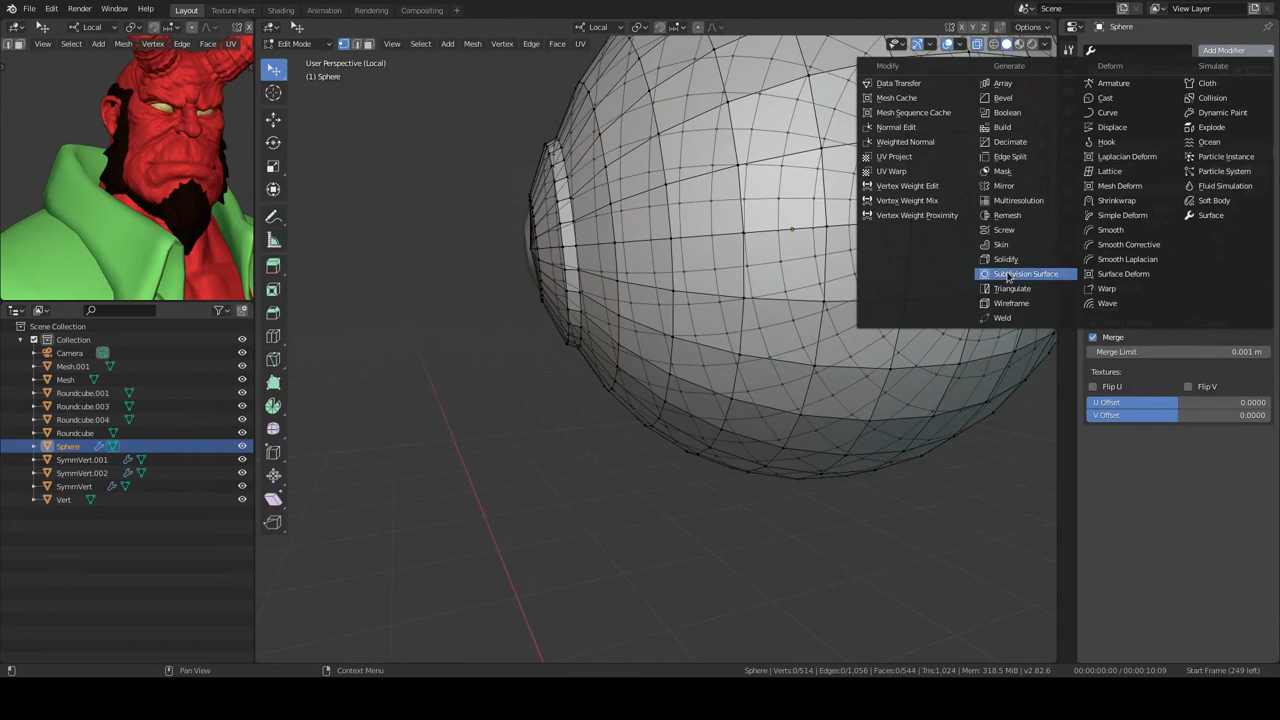 File Edit Render Window Help Layout Texture Paint Shading Animation Rendering Compositing + Scene View Layer
Local Local Options Sphere
Select Add Mesh Vertex Edge Face UV Edit Mode View Select Add Mesh Vertex Edge Face UV Add Modifier
User Perspective (Local)
(1) Sphere
Modify Generate Deform Simulate
Data Transfer Array Armature Cloth
Mesh Cache Bevel Cast Collision
Mesh Sequence Cache Boolean Curve Dynamic Paint
Normal Edit Build Displace Explode
Weighted Normal Decimate Hook Ocean
UV Project Edge Split Laplacian Deform Particle Instance
UV Warp Mask Lattice Particle System
Vertex Weight Edit Mirror Mesh Deform Fluid Simulation
Vertex Weight Mix Multiresolution Shrinkwrap Soft Body
Vertex Weight Proximity Remesh Simple Deform Surface
Screw Smooth
Skin Smooth Corrective
Solidify Smooth Laplacian
Subdivision Surface Surface Deform
Triangulate Warp
Wireframe Wave
Weld
Scene Collection
Collection
Camera
Mesh.001
Mesh
Roundcube.001
Roundcube.003
Roundcube.004
Roundcube
Sphere
SymmVert.001
SymmVert.002
SymmVert
Vert
Merge
Merge Limit 0.001 m
Textures:
Flip U Flip V
U Offset 0.0000
V Offset 0.0000
Pan View Context Menu Sphere | Verts:0/514 | Edges:0/1,056 | Faces:0/544 | Tris:1,024 | Mem: 318.5 MiB | v2.82.6 00:00:00:00 / 00:00:10:09 Start Frame (249 left)